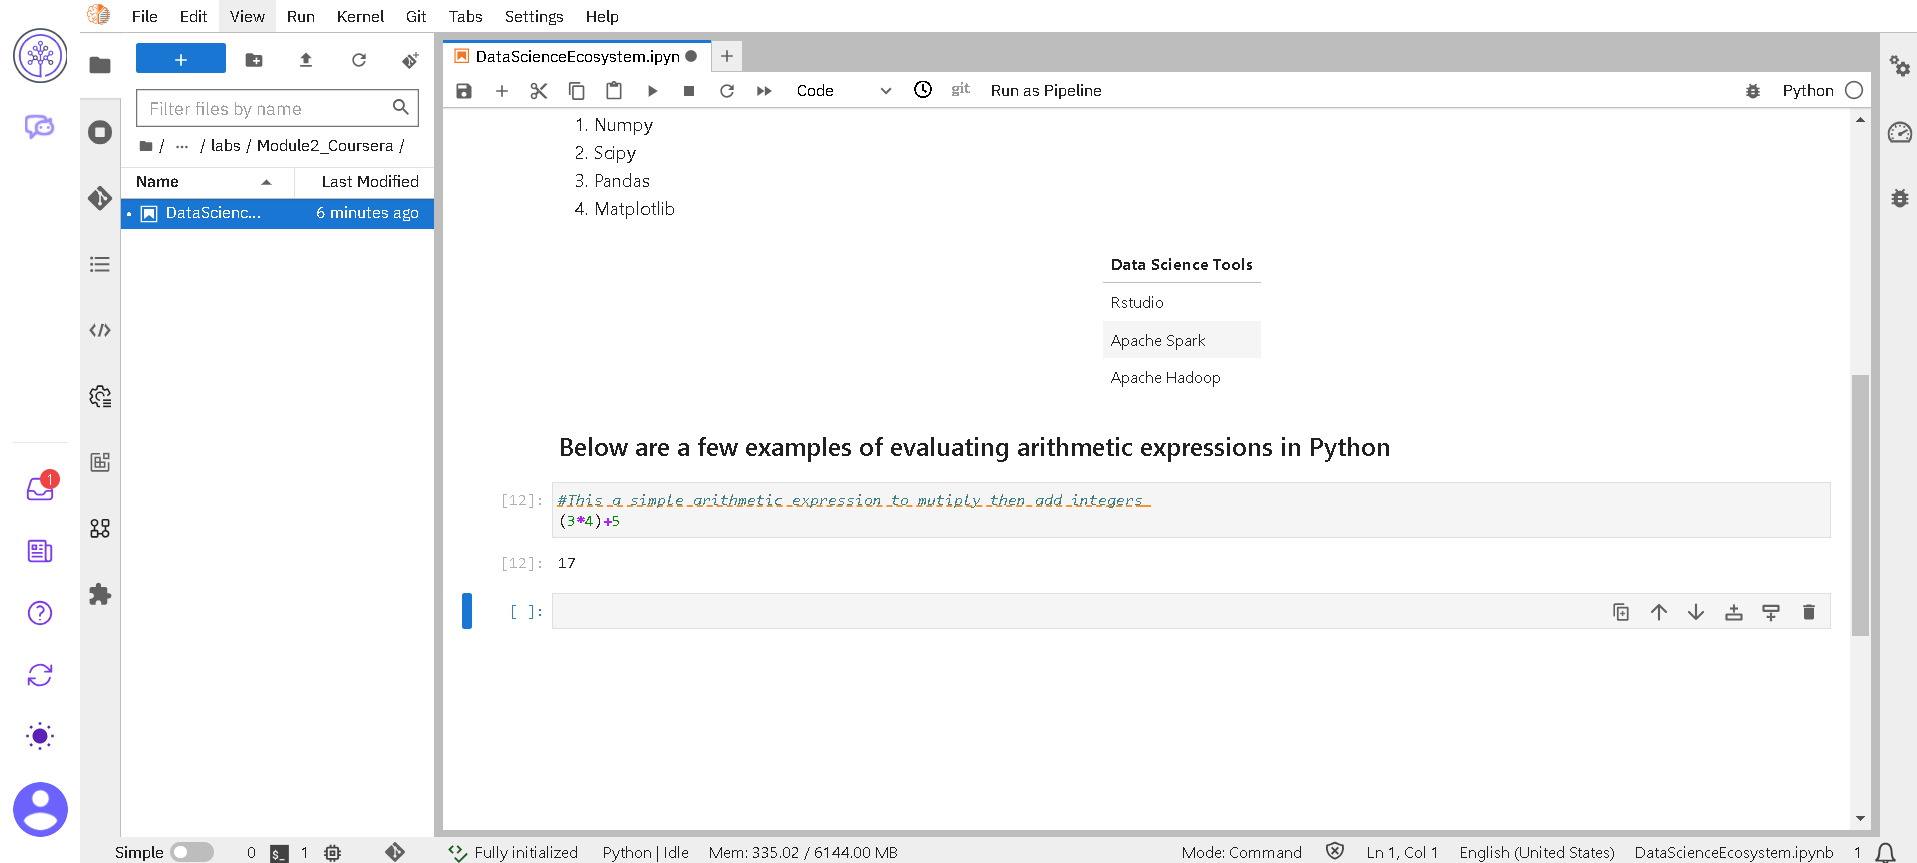 File Edit View Run Kernel Git Tabs Settings Help
DataScienceEcosystem.ipyn
Code git Run as Pipeline Python
Filter files by name
/ ... / labs / Module2_Coursera /
Name Last Modified
DataScienc... 6 minutes ago
1. Numpy
2. Scipy
3. Pandas
4. Matplotlib
Data Science Tools
Rstudio
Apache Spark
Apache Hadoop
Below are a few examples of evaluating arithmetic expressions in Python
[12]: #This a simple arithmetic expression to mutiply then add integers
(3*4)+5
[12]: 17
[ ]:
1
Simple 0 $_ 1 Fully initialized Python | Idle Mem: 335.02 / 6144.00 MB Mode: Command Ln 1, Col 1 English (United States) DataScienceEcosystem.ipynb 1